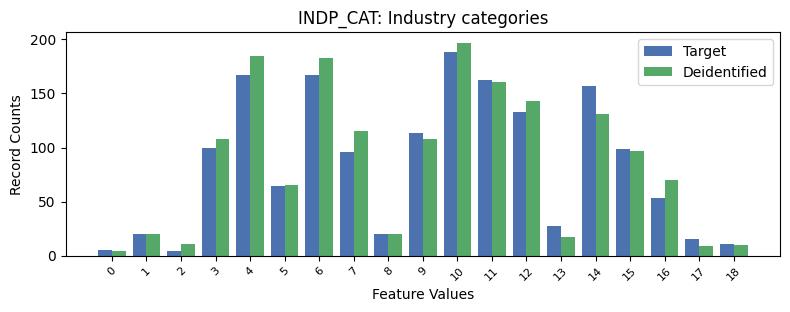 INDP_CAT: Industry categories
Target
Deidentified
Record Counts
200
150
100
50
0
0 1 2 3 4 5 6 7 8 9 10 11 12 13 14 15 16 17 18
Feature Values